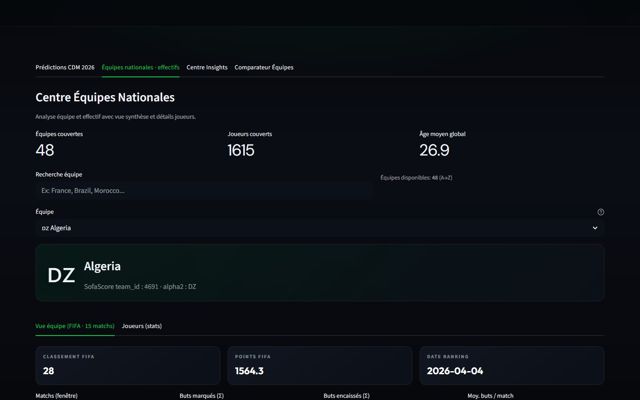 Prédictions CDM 2026 Équipes nationales · effectifs Centre Insights Comparateur Équipes
Centre Équipes Nationales
Analyse équipe et effectif avec vue synthèse et détails joueurs.
Équipes couvertes Joueurs couverts Âge moyen global
48 1615 26.9
Recherche équipe
Équipes disponibles: 48 (A→Z)
Ex: France, Brazil, Morocco...
Équipe
DZ Algeria
DZ
Algeria
SofaScore team_id : 4691 · alpha2 : DZ
Vue équipe (FIFA · 15 matchs) Joueurs (stats)
CLASSEMENT FIFA POINTS FIFA DATE RANKING
28 1564.3 2026-04-04
Matchs (fenêtre) Buts marqués (Σ) Buts encaissés (Σ) Moy. buts / match